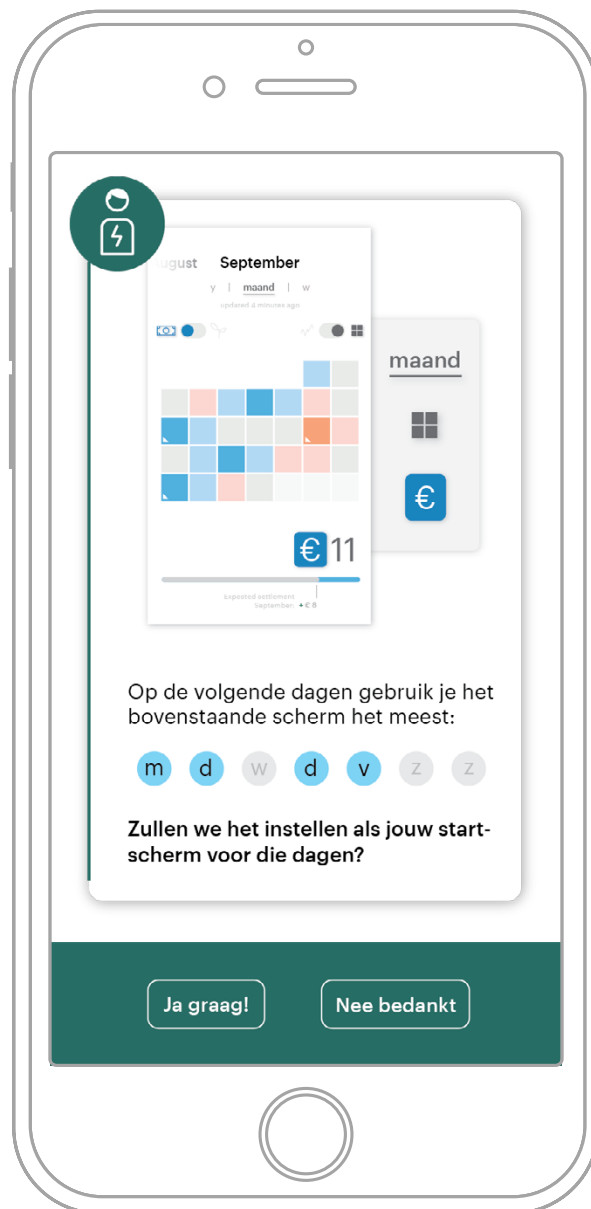 ugust September
y | maand | w
updated 4 minutes ago
maand
€
€ 11
Expected settlement
September: + € 8
Op de volgende dagen gebruik je het
bovenstaande scherm het meest:
m d w d v z z
Zullen we het instellen als jouw start-
scherm voor die dagen?
Ja graag! Nee bedankt